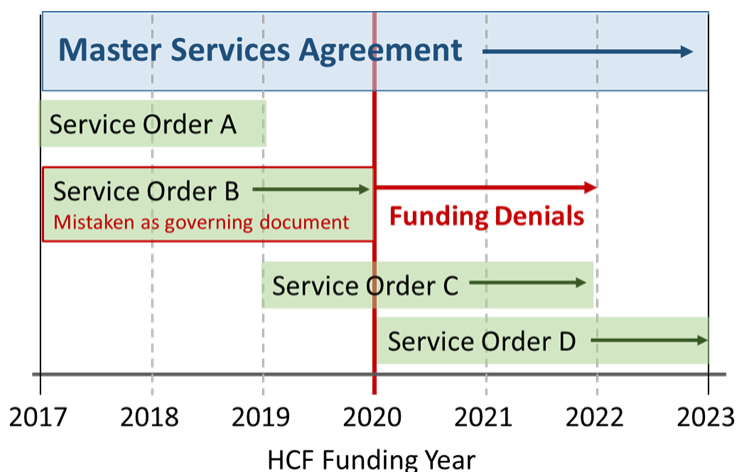 Master Services Agreement
Service Order A
Service Order B
Mistaken as governing document
Funding Denials
Service Order C
Service Order D
2017 2018 2019 2020 2021 2022 2023
HCF Funding Year